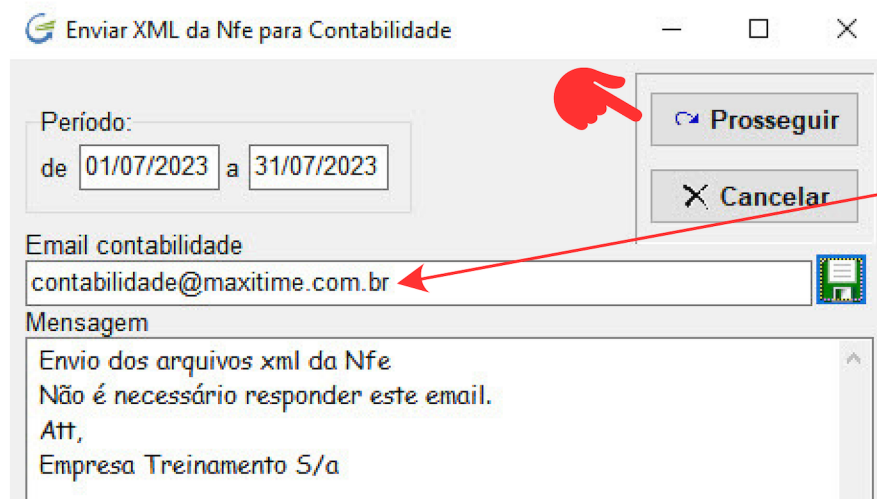 Enviar XML da Nfe para Contabilidade
Período:
de 01/07/2023 a 31/07/2023
Prosseguir
Cancelar
Email contabilidade
contabilidade@maxitime.com.br
Mensagem
Envio dos arquivos xml da Nfe
Não é necessário responder este email.
Att,
Empresa Treinamento S/a